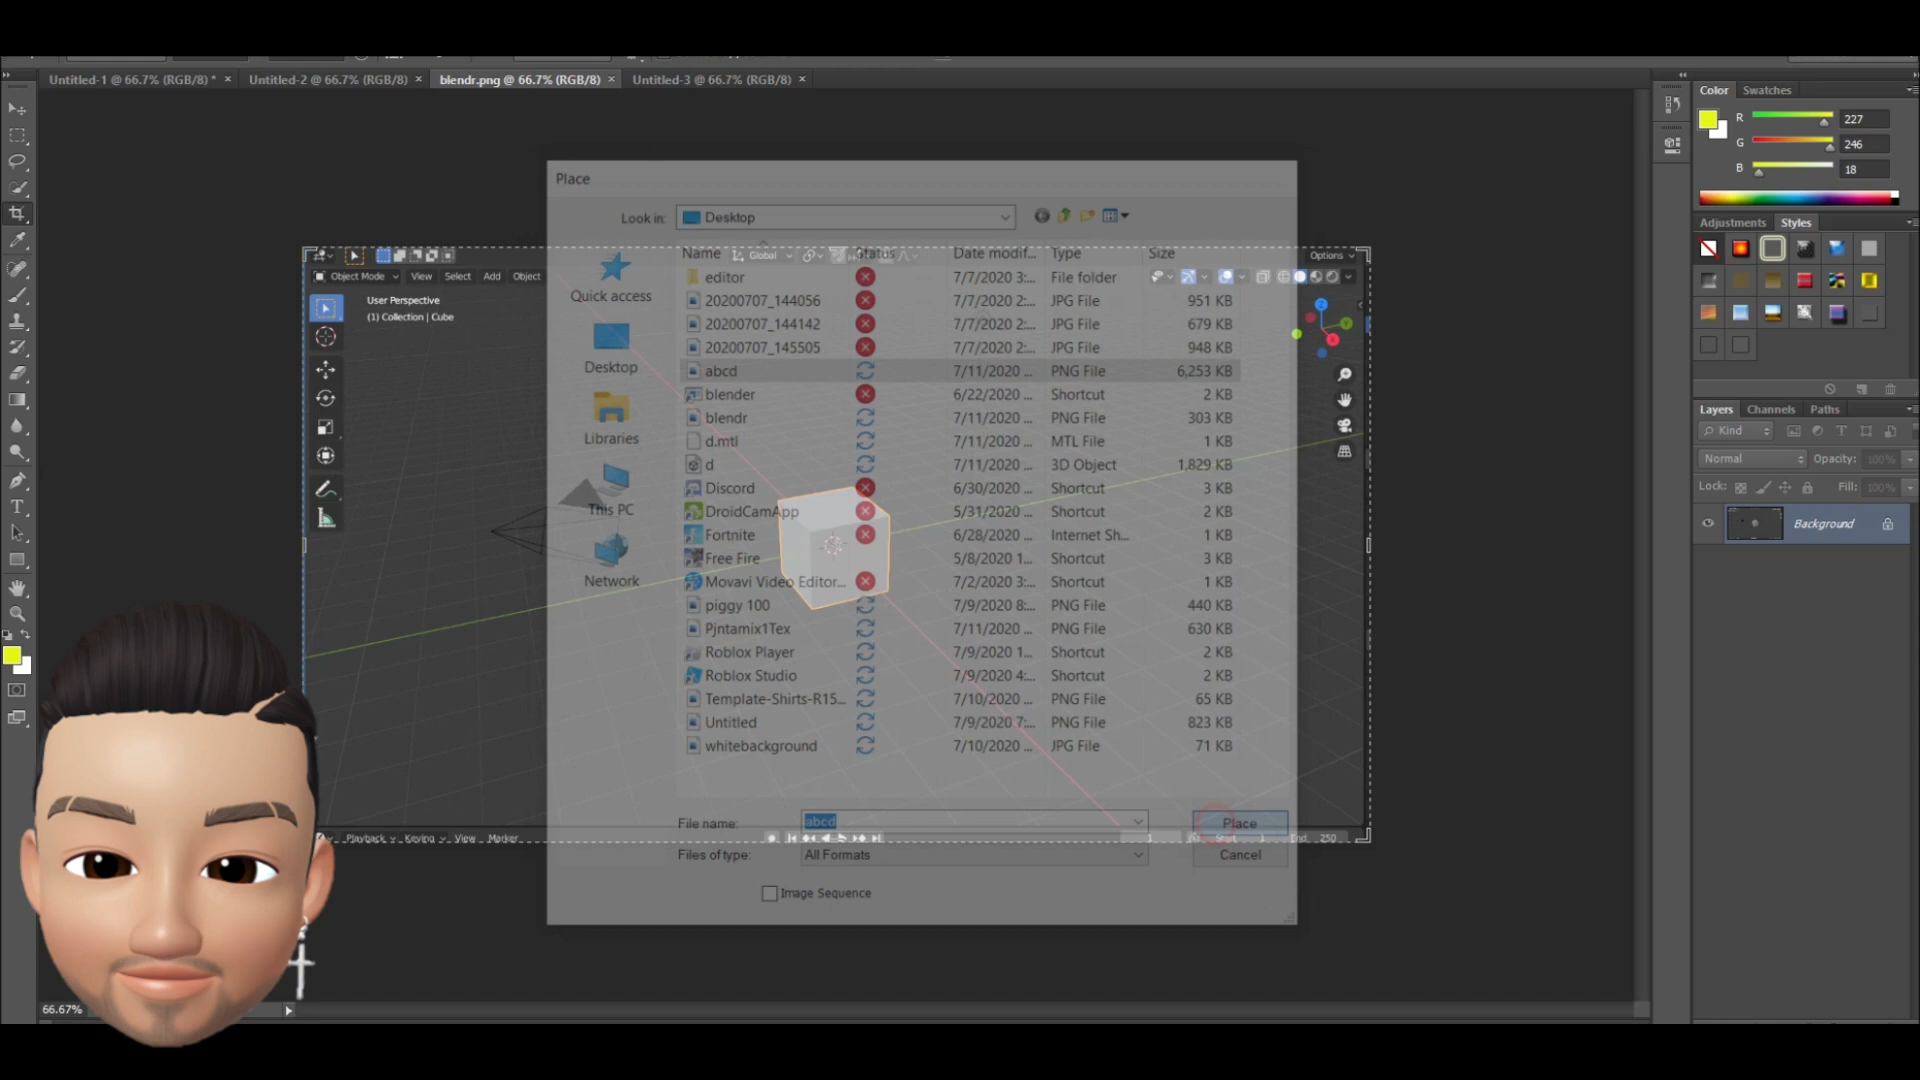 Untitled-1 @ 66.7% (RGB/8) * × Untitled-2 @ 66.7% (RGB/8) × blendr.png @ 66.7% (RGB/8) × Untitled-3 @ 66.7% (RGB/8) ×
Color Swatches
R 227
G 246
B 18
Adjustments Styles
Place
Look in: Desktop
Name Status Date modif... Type Size
Global
Options
Object Mode View Select Add Object
User Perspective
(1) Collection | Cube
Quick access
Desktop
Libraries
This PC
Network
editor 7/7/2020 3:... File folder
20200707_144056 7/7/2020 2:... JPG File 951 KB
20200707_144142 7/7/2020 2:... JPG File 679 KB
20200707_145505 7/7/2020 2:... JPG File 948 KB
abcd 7/11/2020 ... PNG File 6,253 KB
blender 6/22/2020 ... Shortcut 2 KB
blendr 7/11/2020 ... PNG File 303 KB
d.mtl 7/11/2020 ... MTL File 1 KB
d 7/11/2020 ... 3D Object 1,829 KB
Discord 6/30/2020 ... Shortcut 3 KB
DroidCamApp 5/31/2020 ... Shortcut 2 KB
Fortnite 6/28/2020 ... Internet Sh... 1 KB
Free Fire 5/8/2020 1... Shortcut 3 KB
Movavi Video Editor... 7/2/2020 3:... Shortcut 1 KB
piggy 100 7/9/2020 8:... PNG File 440 KB
Pjntamix1Tex 7/11/2020 ... PNG File 630 KB
Roblox Player 7/9/2020 1... Shortcut 2 KB
Roblox Studio 7/9/2020 4:... Shortcut 2 KB
Template-Shirts-R15... 7/10/2020 ... PNG File 65 KB
Untitled 7/9/2020 7:... PNG File 823 KB
whitebackground 7/10/2020 ... JPG File 71 KB
File name: abcd Place
Playback Keying View Marker 1 Start 1 End 250
Files of type: All Formats Cancel
Image Sequence
Layers Channels Paths
Kind
Normal Opacity: 100%
Lock: Fill: 100%
Background
66.67%